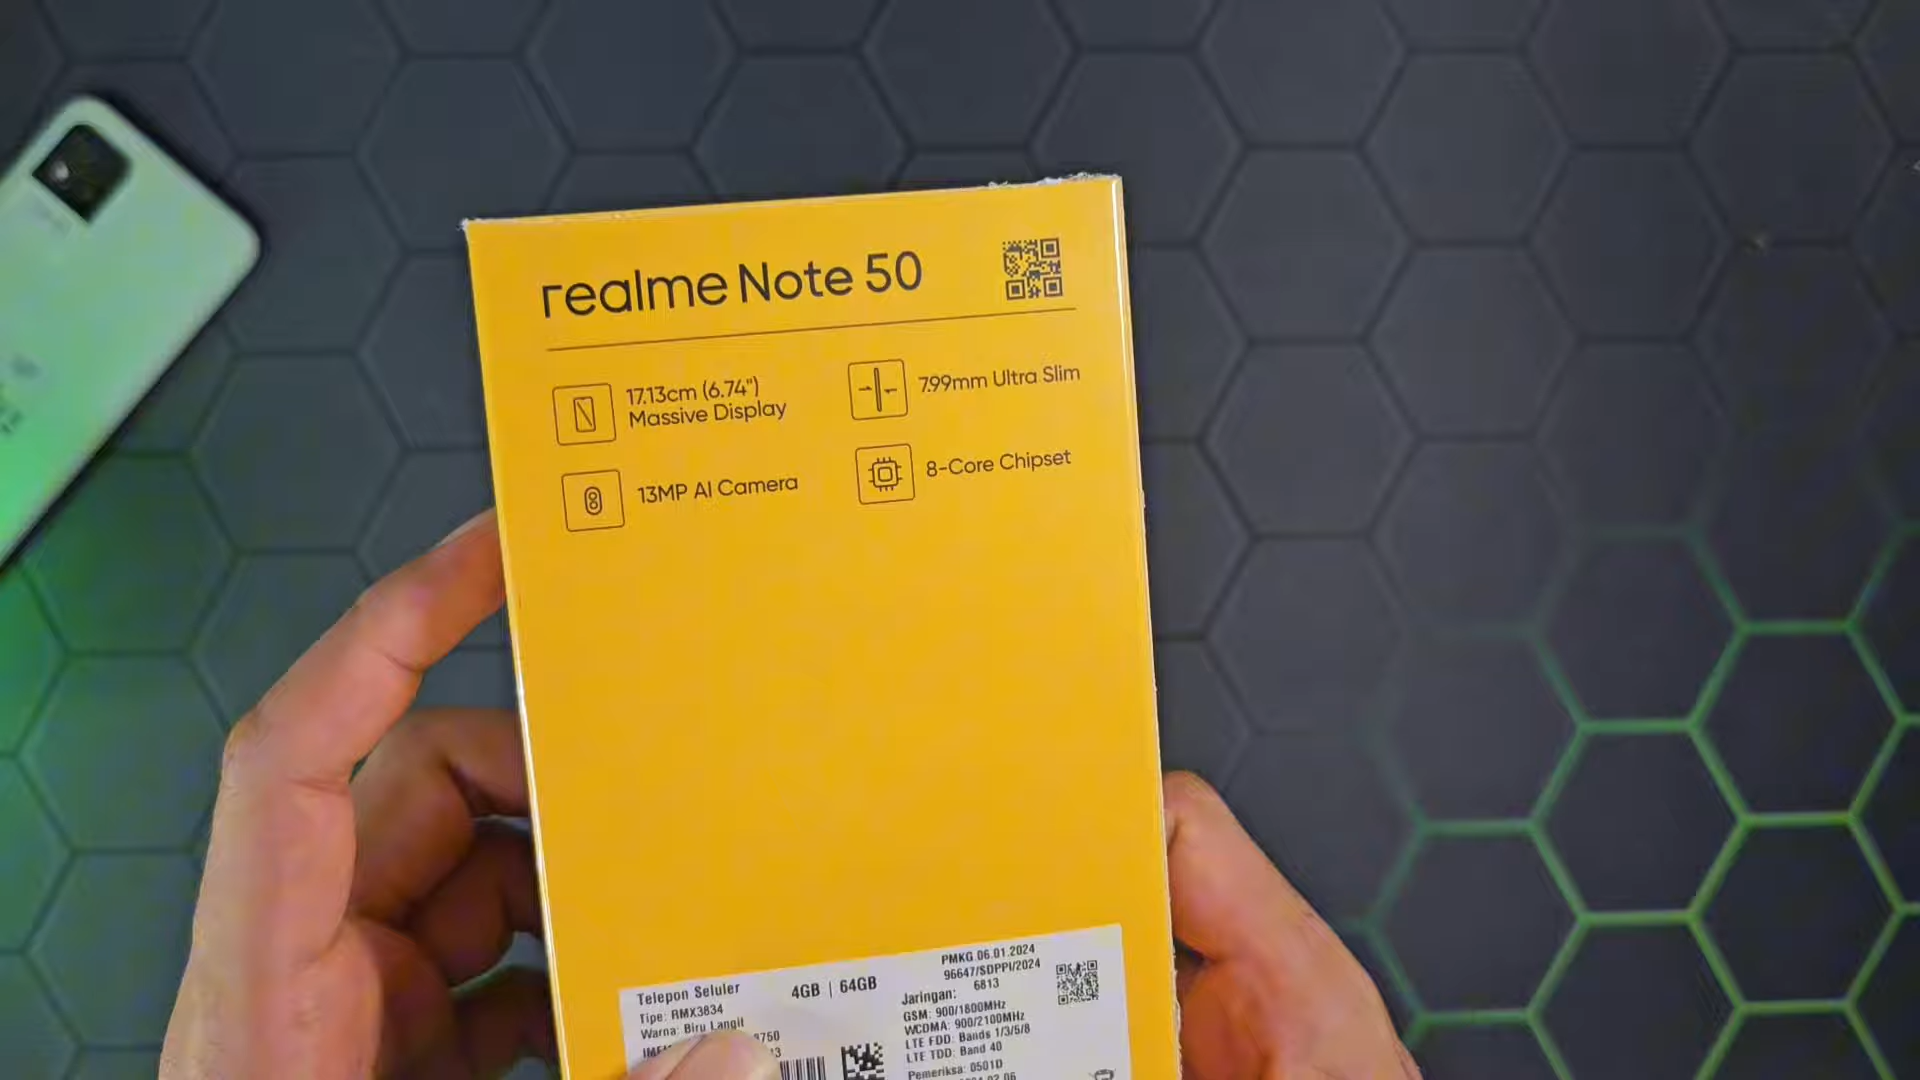 realme Note 50
17.13cm (6.74")
Massive Display
7.99mm Ultra Slim
13MP AI Camera
8-Core Chipset
Telepon Seluler
Tipe: RMX3834
Warna: Biru Langit
3750
13
4GB | 64GB
PMKG.06.01.2024
96647/SDPPI/2024
6813
Jaringan:
GSM: 900/1800MHz
WCDMA: 900/2100MHz
LTE FDD: Bands 1/3/5/8
LTE TDD: Band 40
Pemeriksa: 0501D